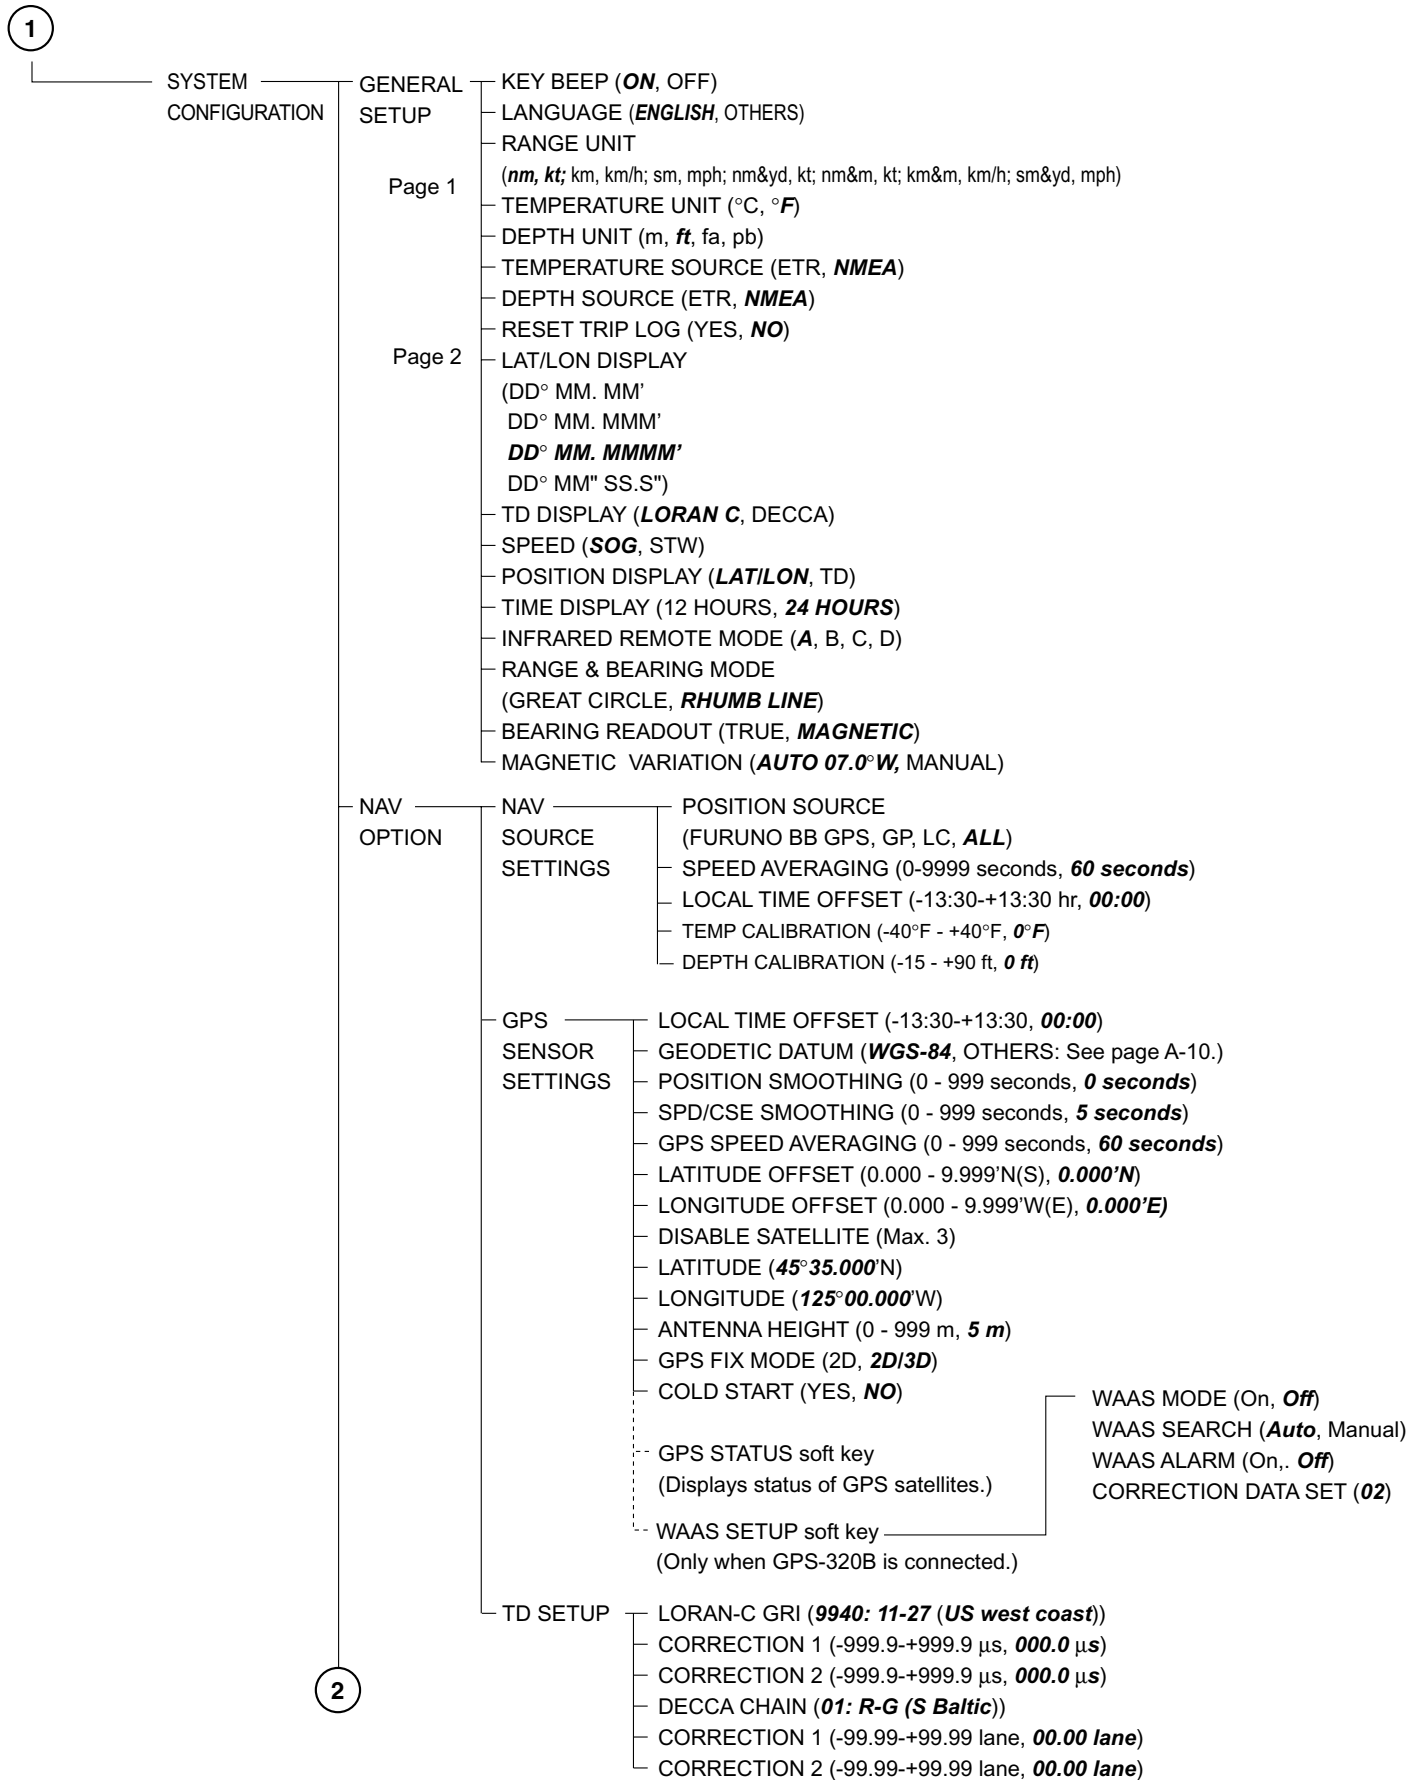 1
SYSTEM
CONFIGURATION
GENERAL
SETUP
Page 1
Page 2
KEY BEEP (ON, OFF)
LANGUAGE (ENGLISH, OTHERS)
RANGE UNIT
(nm, kt; km, km/h; sm, mph; nm&yd, kt; nm&m, kt; km&m, km/h; sm&yd, mph)
TEMPERATURE UNIT (°C, °F)
DEPTH UNIT (m, ft, fa, pb)
TEMPERATURE SOURCE (ETR, NMEA)
DEPTH SOURCE (ETR, NMEA)
RESET TRIP LOG (YES, NO)
LAT/LON DISPLAY
(DD° MM. MM’
DD° MM. MMM’
DD° MM. MMMM’
DD° MM" SS.S")
TD DISPLAY (LORAN C, DECCA)
SPEED (SOG, STW)
POSITION DISPLAY (LAT/LON, TD)
TIME DISPLAY (12 HOURS, 24 HOURS)
INFRARED REMOTE MODE (A, B, C, D)
RANGE & BEARING MODE
(GREAT CIRCLE, RHUMB LINE)
BEARING READOUT (TRUE, MAGNETIC)
MAGNETIC VARIATION (AUTO 07.0°W, MANUAL)
NAV
OPTION
NAV
SOURCE
SETTINGS
POSITION SOURCE
(FURUNO BB GPS, GP, LC, ALL)
SPEED AVERAGING (0-9999 seconds, 60 seconds)
LOCAL TIME OFFSET (-13:30-+13:30 hr, 00:00)
TEMP CALIBRATION (-40°F - +40°F, 0°F)
DEPTH CALIBRATION (-15 - +90 ft, 0 ft)
GPS
SENSOR
SETTINGS
LOCAL TIME OFFSET (-13:30-+13:30, 00:00)
GEODETIC DATUM (WGS-84, OTHERS: See page A-10.)
POSITION SMOOTHING (0 - 999 seconds, 0 seconds)
SPD/CSE SMOOTHING (0 - 999 seconds, 5 seconds)
GPS SPEED AVERAGING (0 - 999 seconds, 60 seconds)
LATITUDE OFFSET (0.000 - 9.999’N(S), 0.000’N)
LONGITUDE OFFSET (0.000 - 9.999’W(E), 0.000’E)
DISABLE SATELLITE (Max. 3)
LATITUDE (45°35.000’N)
LONGITUDE (125°00.000’W)
ANTENNA HEIGHT (0 - 999 m, 5 m)
GPS FIX MODE (2D, 2D/3D)
COLD START (YES, NO)
GPS STATUS soft key
(Displays status of GPS satellites.)
WAAS SETUP soft key
(Only when GPS-320B is connected.)
WAAS MODE (On, Off)
WAAS SEARCH (Auto, Manual)
WAAS ALARM (On,. Off)
CORRECTION DATA SET (02)
TD SETUP
LORAN-C GRI (9940: 11-27 (US west coast))
CORRECTION 1 (-999.9-+999.9 µs, 000.0 µs)
CORRECTION 2 (-999.9-+999.9 µs, 000.0 µs)
DECCA CHAIN (01: R-G (S Baltic))
CORRECTION 1 (-99.99-+99.99 lane, 00.00 lane)
CORRECTION 2 (-99.99-+99.99 lane, 00.00 lane)
2